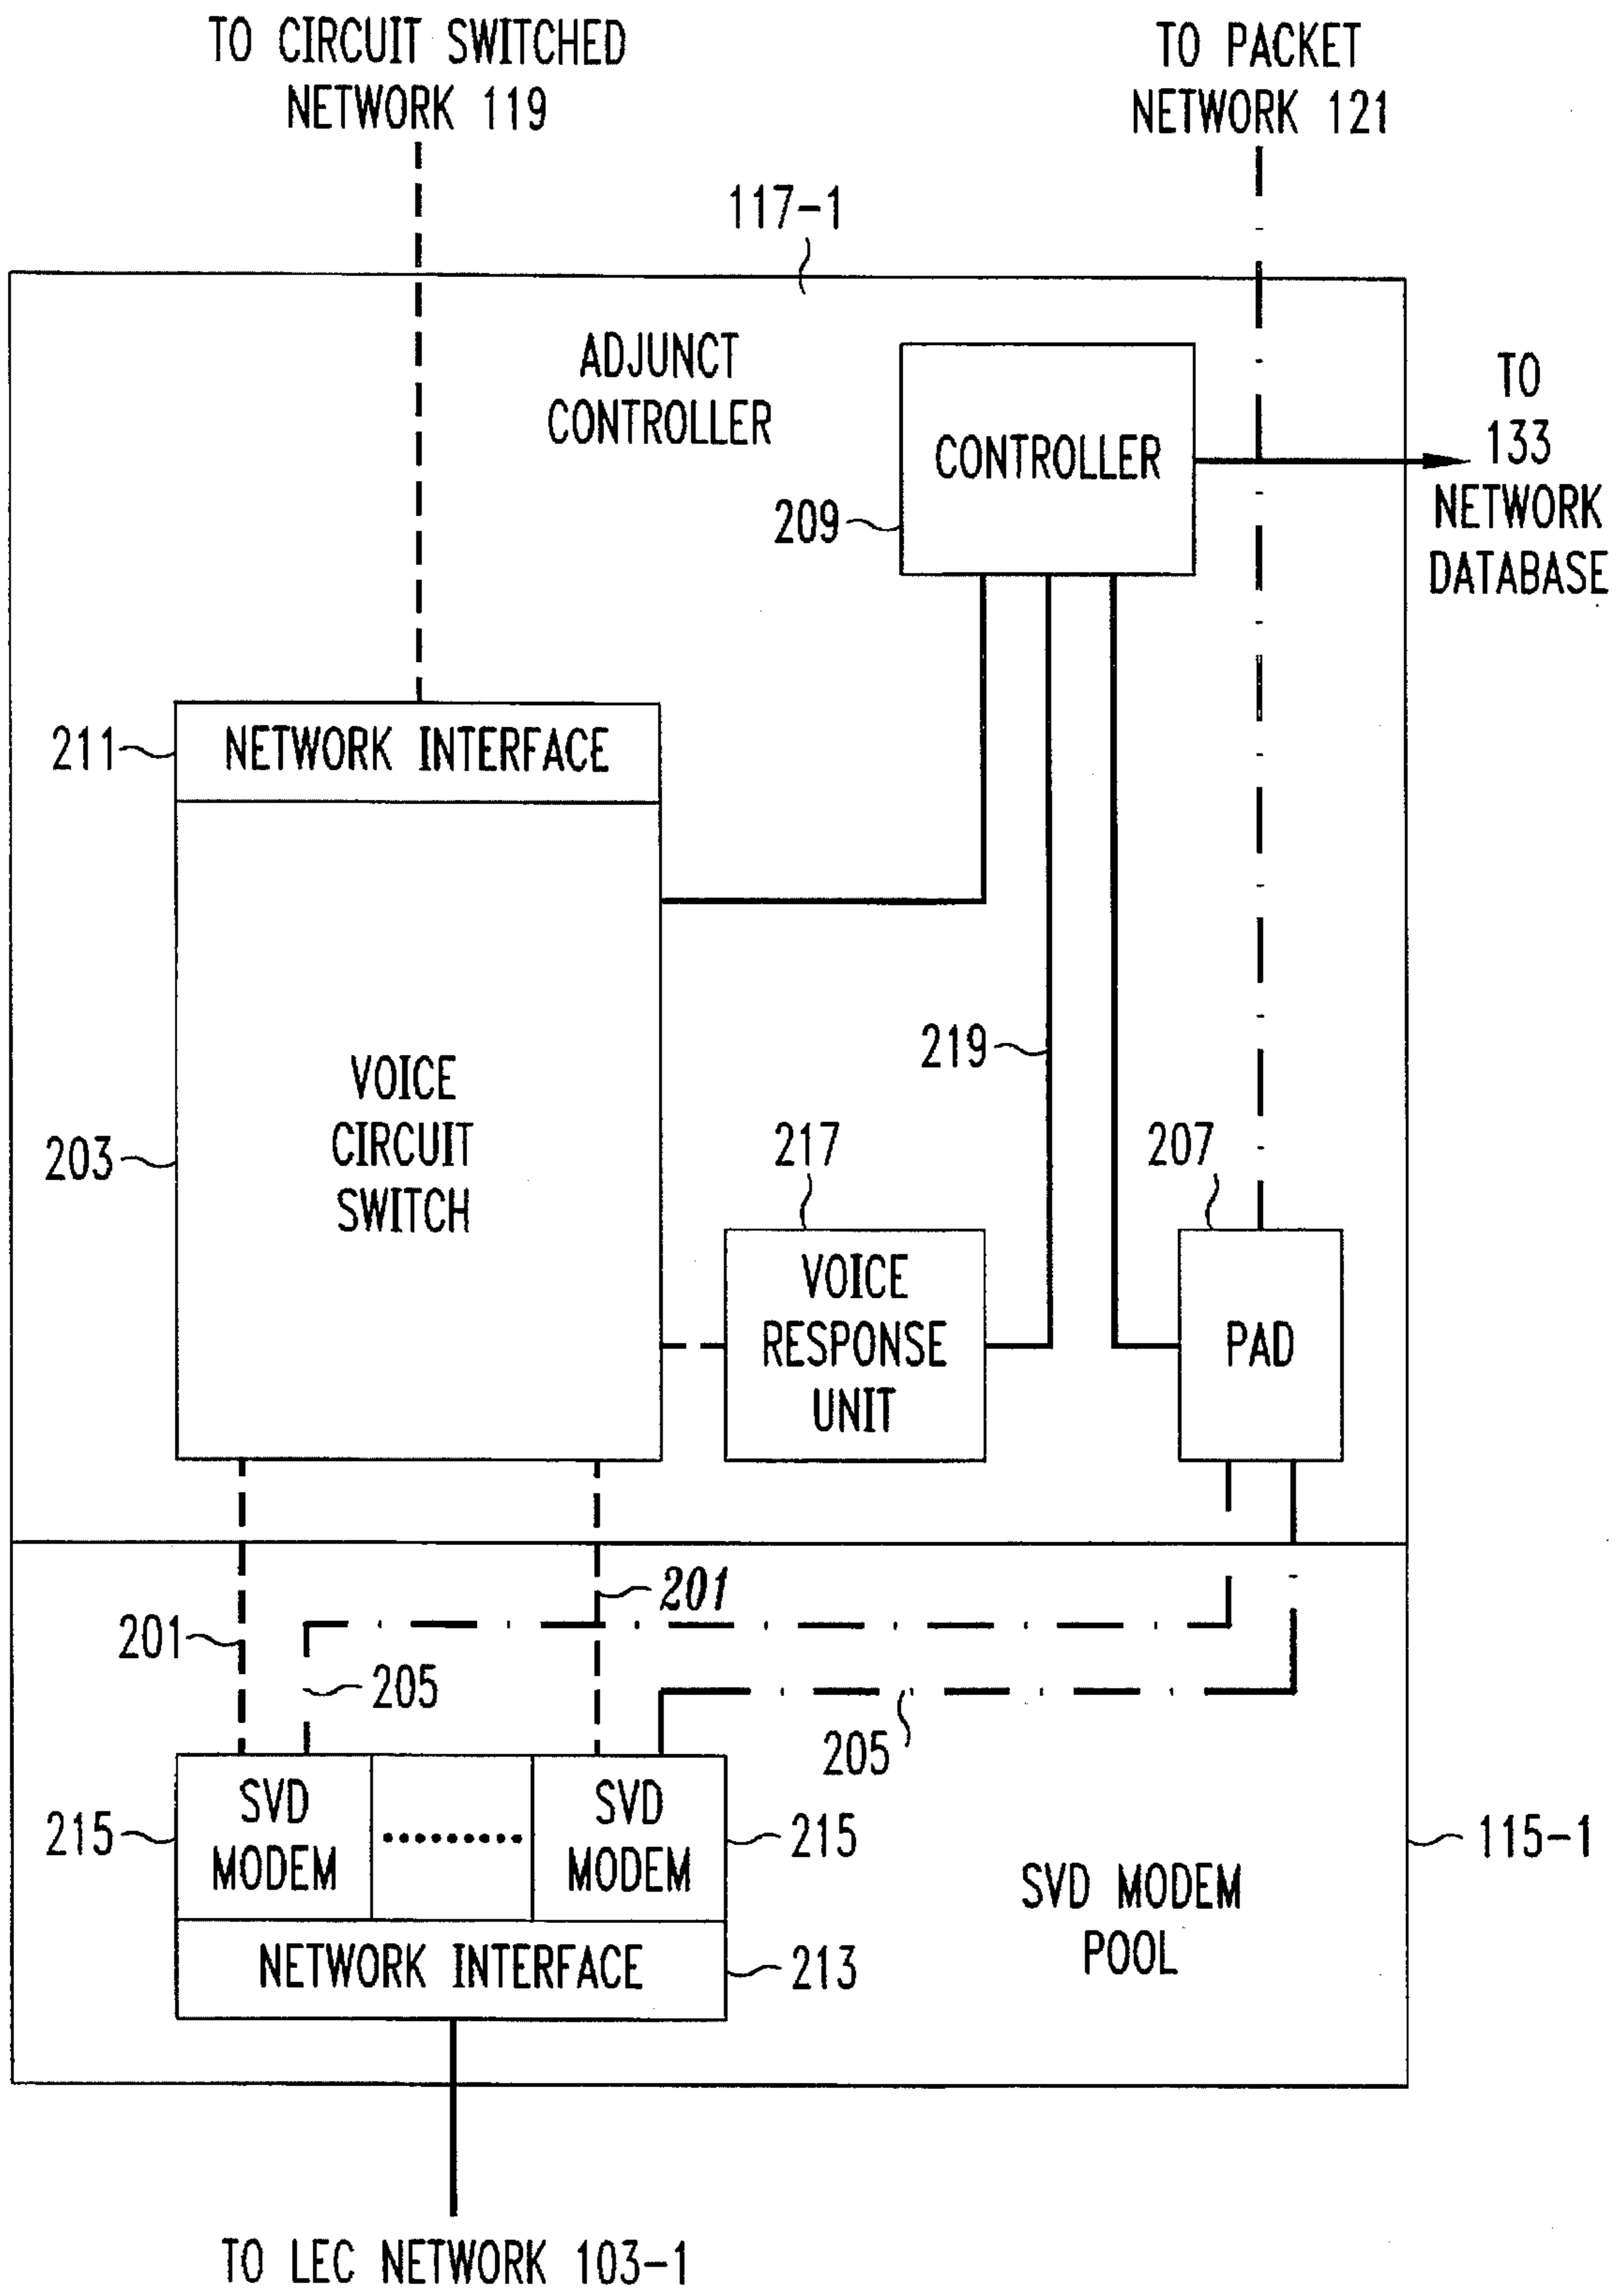 TO CIRCUIT SWITCHED
NETWORK 119
TO PACKET
NETWORK 121
117-1
ADJUNCT
CONTROLLER
CONTROLLER
209
TO
133
NETWORK
DATABASE
211
NETWORK INTERFACE
VOICE
CIRCUIT
SWITCH
203
219
217
207
VOICE
RESPONSE
UNIT
PAD
201
201
205
205
215
SVD
MODEM
SVD
MODEM
215
115-1
SVD MODEM
POOL
NETWORK INTERFACE
213
TO LEC NETWORK 103-1